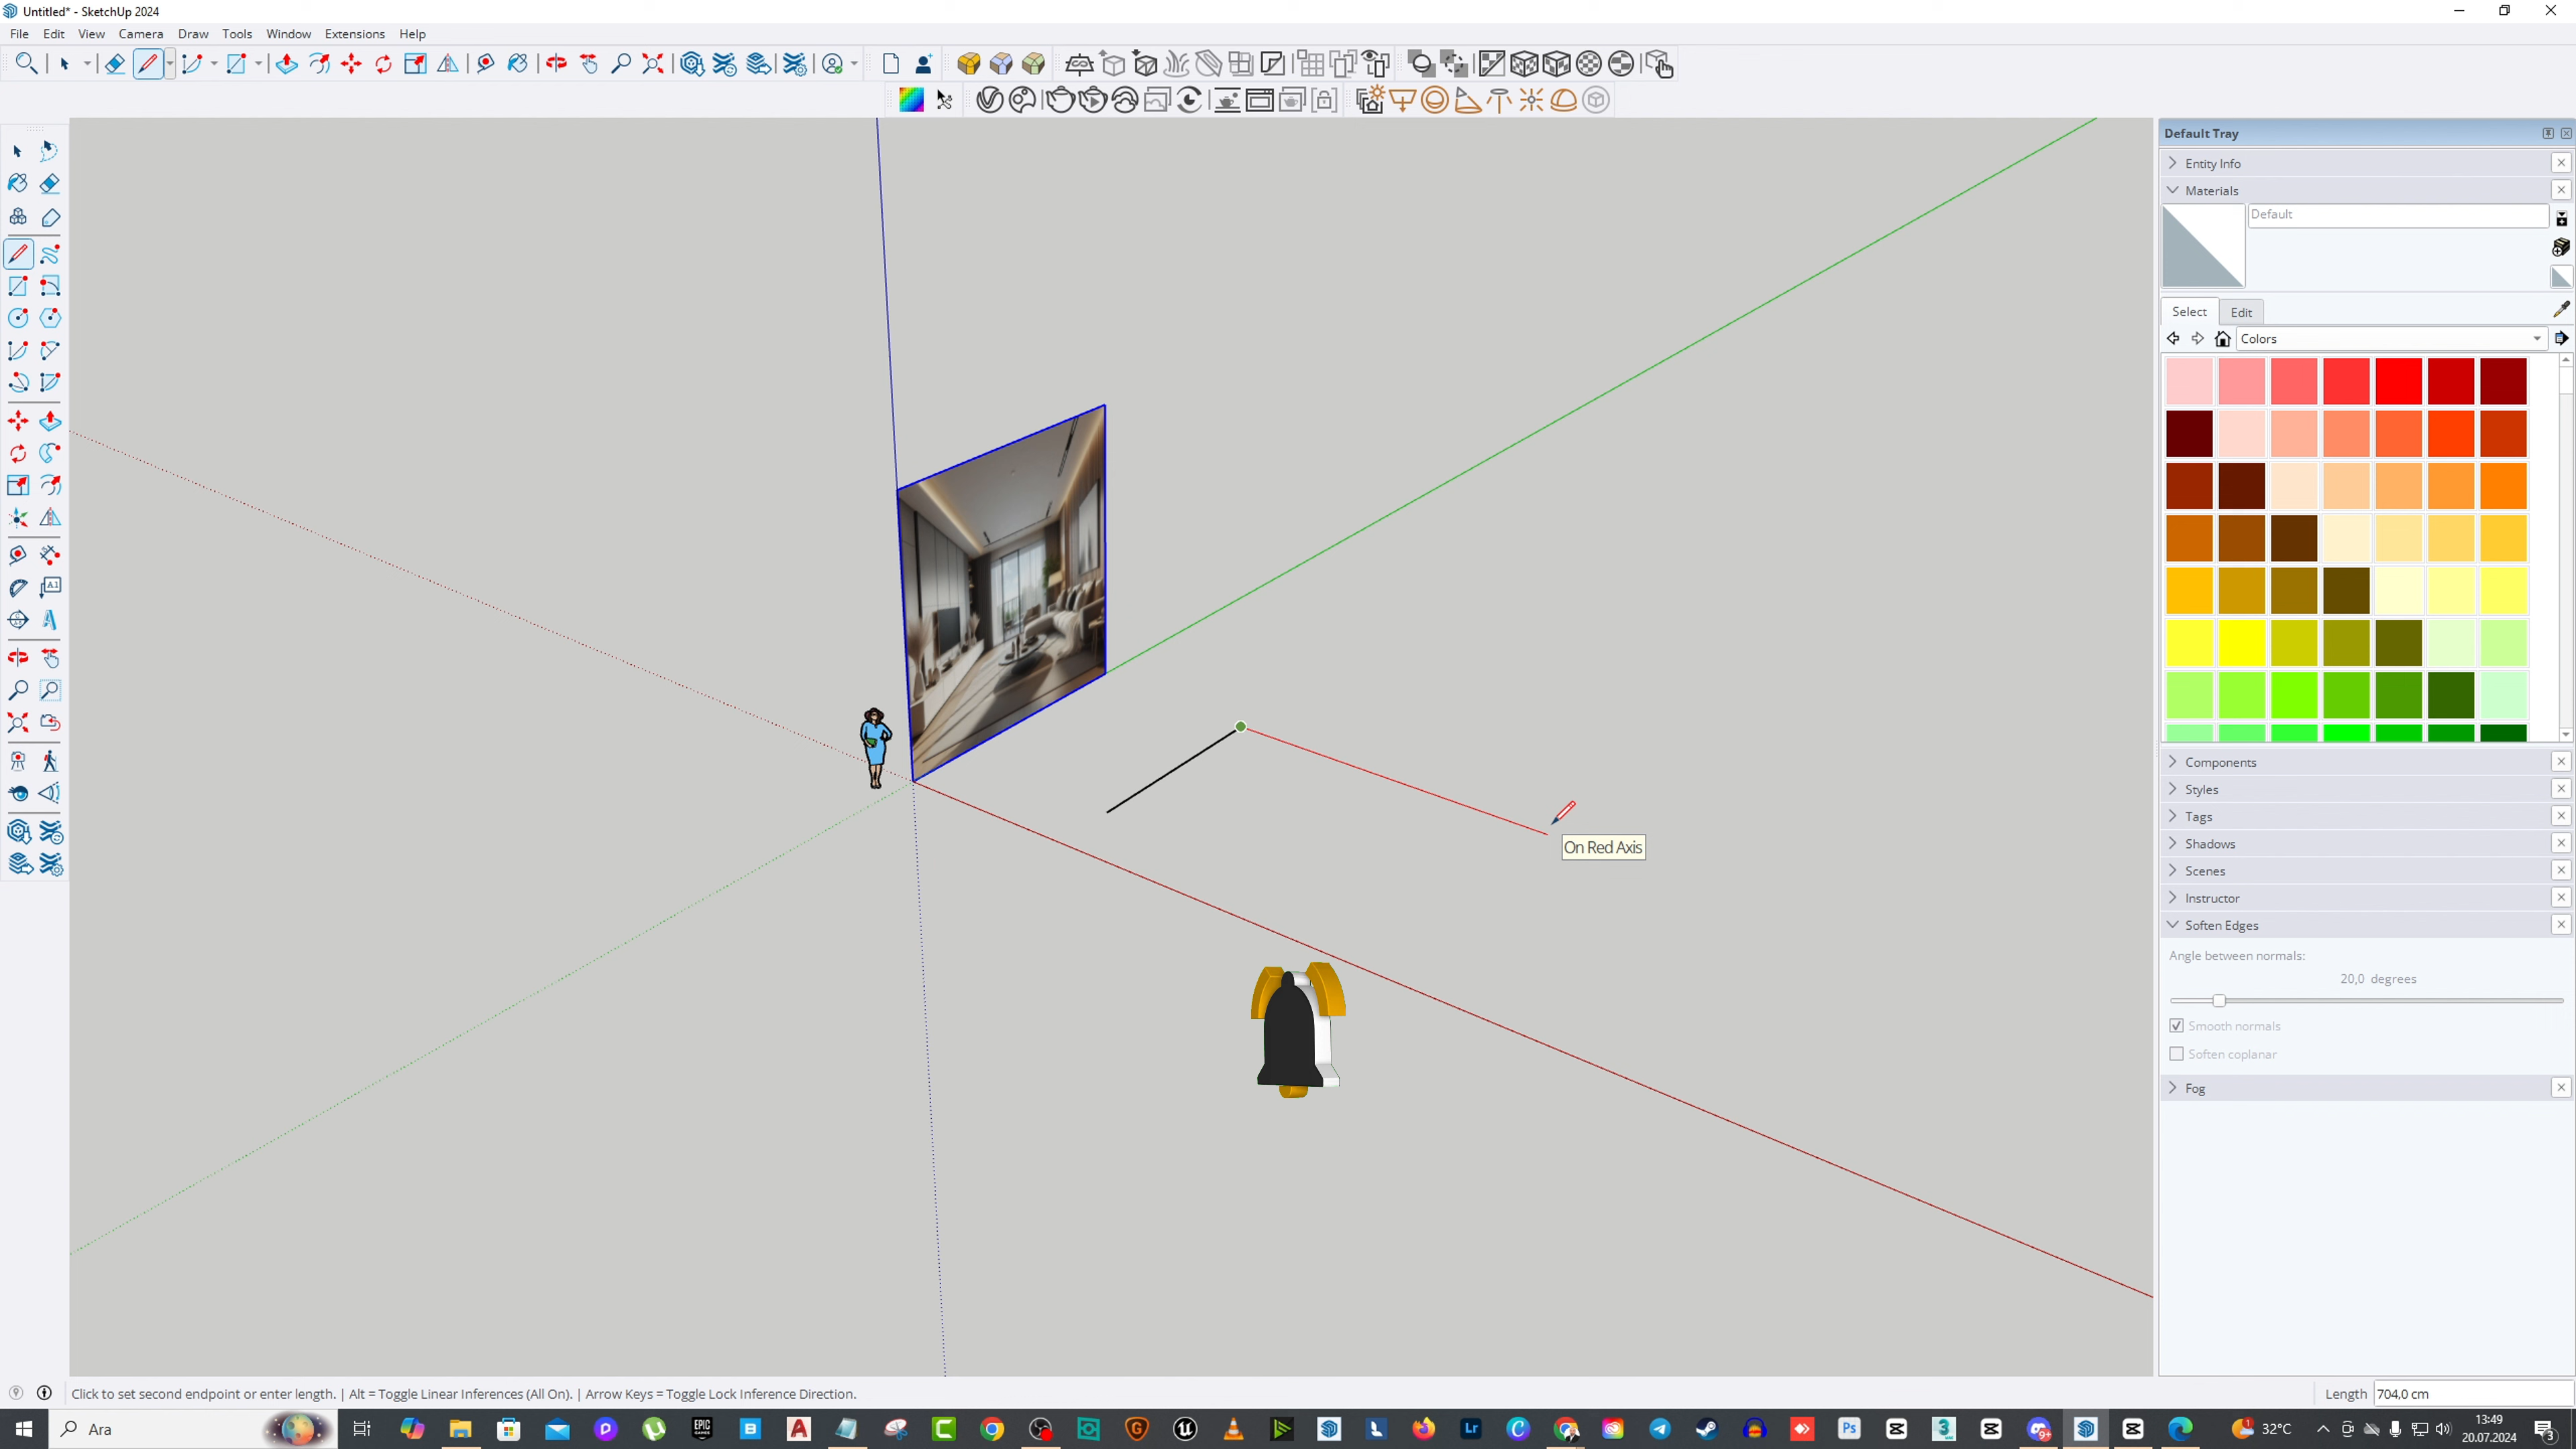 Untitled* - SketchUp 2024
File Edit View Camera Draw Tools Window Extensions Help
Default Tray
Entity Info
Materials
Default
Select Edit
Colors
On Red Axis
Components
Styles
Tags
Shadows
Scenes
Instructor
Soften Edges
Angle between normals:
20,0 degrees
Smooth normals
Soften coplanar
Fog
Click to set second endpoint or enter length. | Alt = Toggle Linear Inferences (All On). | Arrow Keys = Toggle Lock Inference Direction.
Length 704,0 cm
Ara
32°C
13:49
20.07.2024